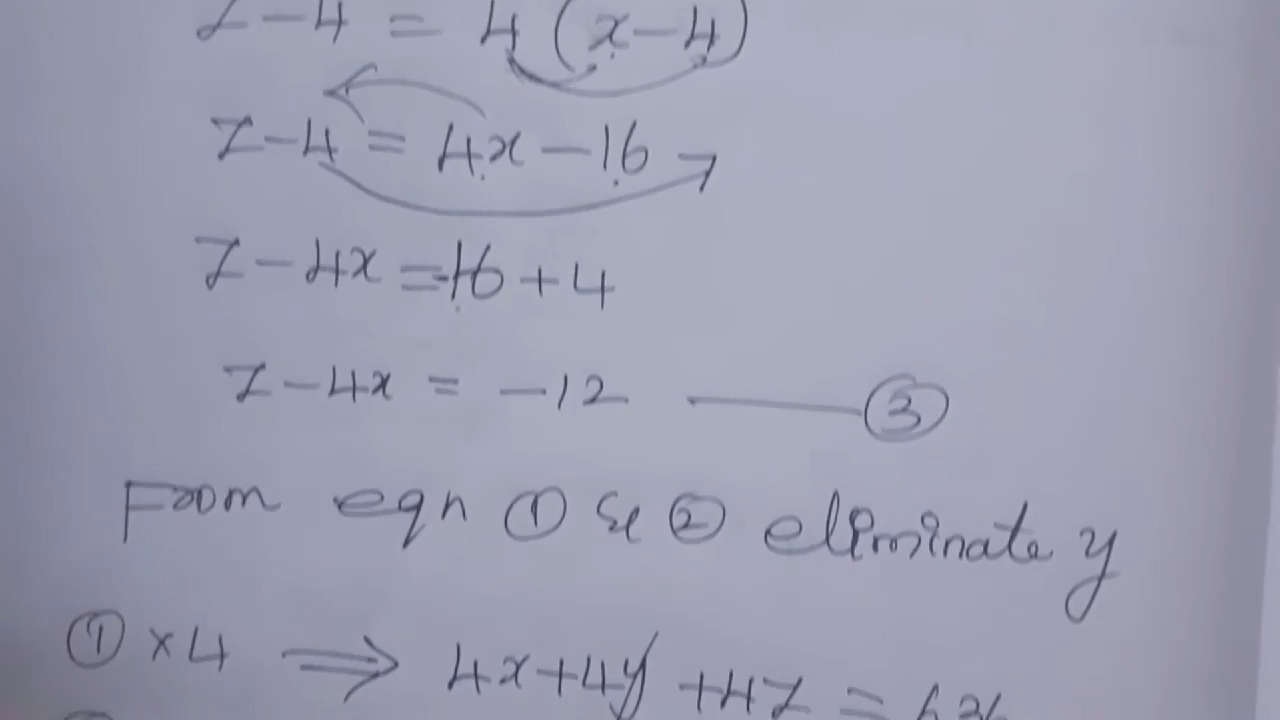 z - 4 = 4(x - 4)
z - 4 = 4x - 16
z - 4x = -16 + 4
z - 4x = -12 ——— ③
From eqn ① & ② eliminate y
① × 4 ⟹ 4x + 4y + 4z =